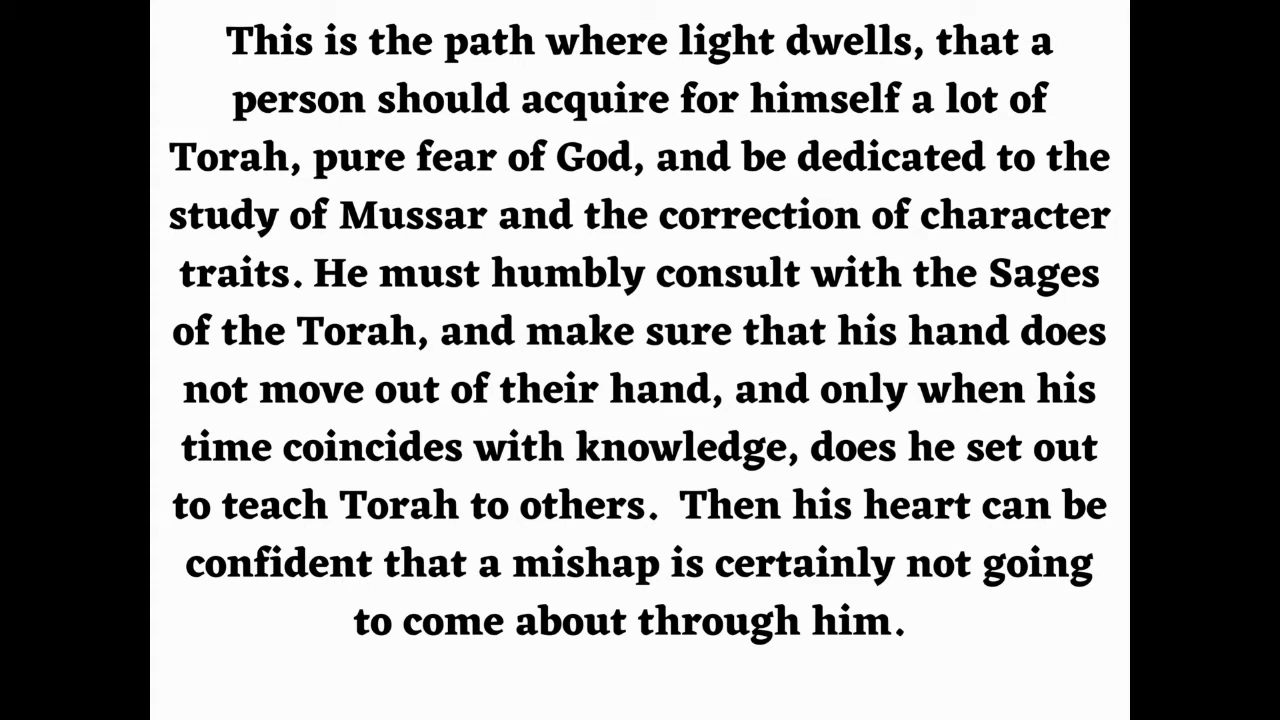 This is the path where light dwells, that a
person should acquire for himself a lot of
Torah, pure fear of God, and be dedicated to the
study of Mussar and the correction of character
traits. He must humbly consult with the Sages
of the Torah, and make sure that his hand does
not move out of their hand, and only when his
time coincides with knowledge, does he set out
to teach Torah to others.  Then his heart can be
confident that a mishap is certainly not going
to come about through him.